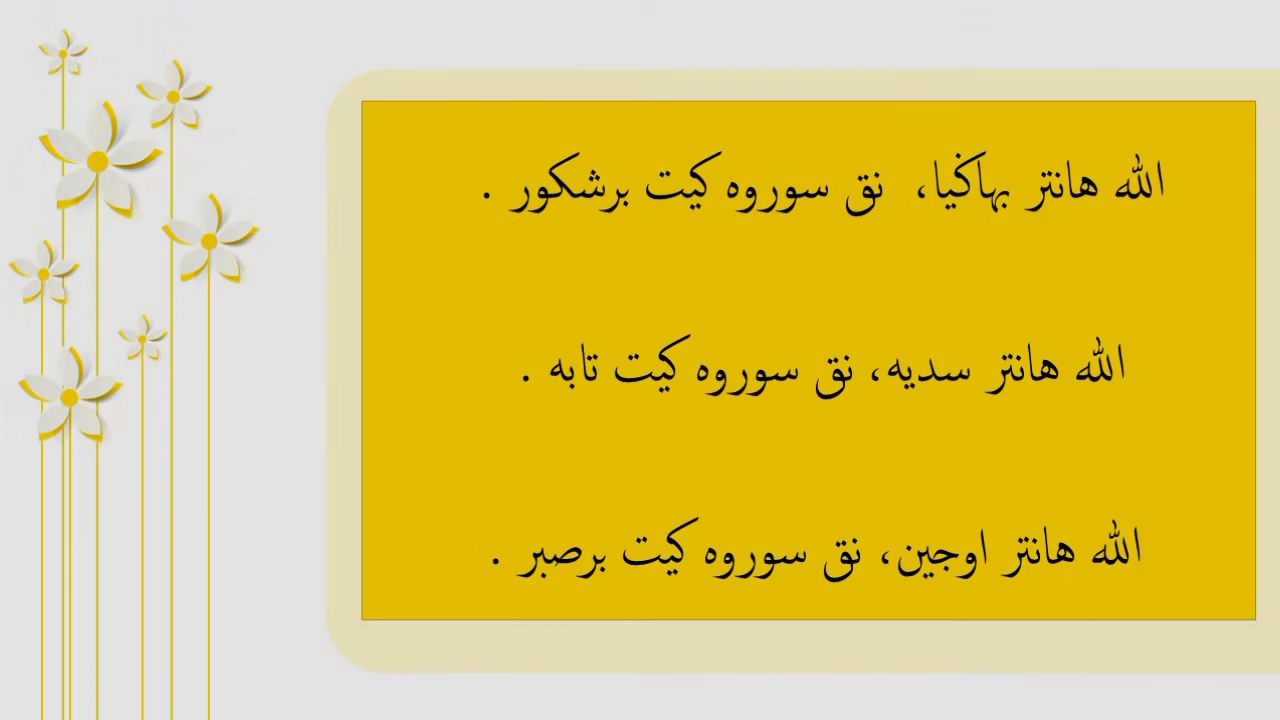 الله هانتر بهاݢيا، نق سوروه كيت برشكور .
الله هانتر سديه، نق سوروه كيت تابه .
الله هانتر اوجين، نق سوروه كيت برصبر .